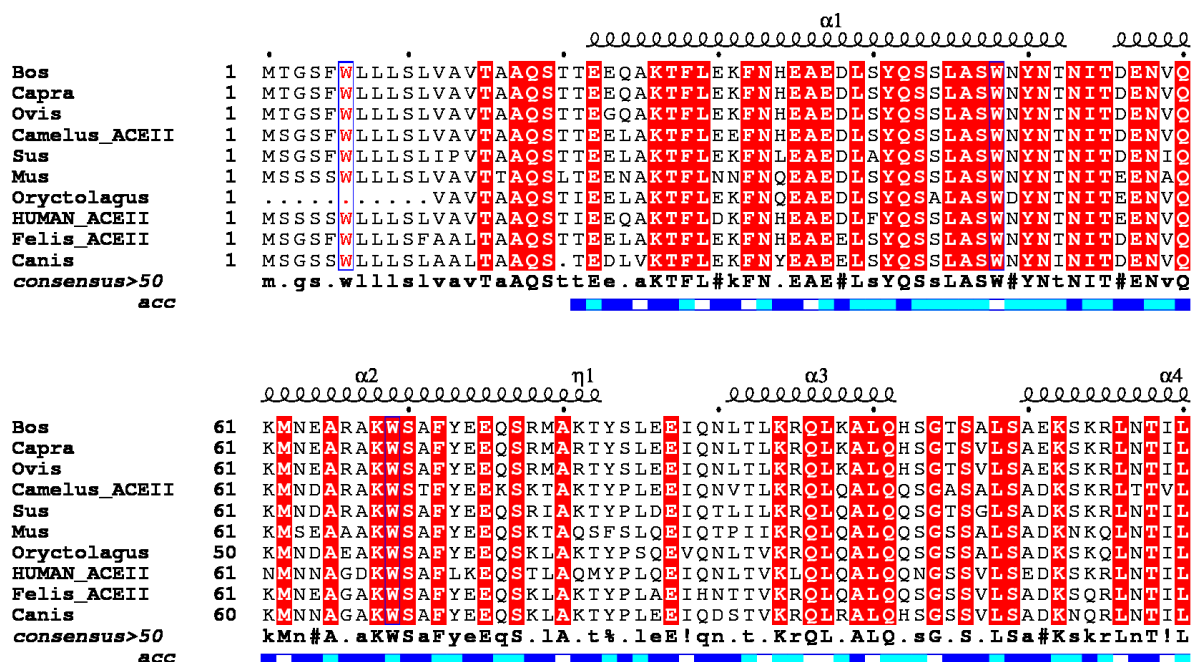 α1
Bos 1 MTGSFWLLLSLVAVTAAQSTTEEQAKTFLEKFNHEAEDLSYQSSLASWNYNTNITDENVQ
Capra 1 MTGSFWLLLSLVAVTAAQSTTEEQAKTFLEKFNHEAEDLSYQSSLASWNYNTNITDENVQ
Ovis 1 MTGSFWLLLSLVAVTAAQSTTEGQAKTFLEKFNHEAEDLSYQSSLASWNYNTNITDENVQ
Camelus_ACEII 1 MSGSFWLLLSLVAVTAAQSTTEELAKTFLEEFNHEAEDLSYQSSLASWNYNTNITDENVQ
Sus 1 MSGSFWLLLSLIPVTAAQSTTEELAKTFLEKFNLEAEDLAYQSSLASWNYNTNITDENIQ
Mus 1 MSSSSWLLLSLVAVTTAQSLTEENAKTFLNNFNQEAEDLSYQSSLASWNYNTNITEENAQ
Oryctolagus 1 ...........VAVTAAQSTIEELAKTFLEKFNQEAEDLSYQSALASWDYNTNITEENVQ
HUMAN_ACEII 1 MSSSSWLLLSLVAVTAAQSTIEEQAKTFLDKFNHEAEDLFYQSSLASWNYNTNITEENVQ
Felis_ACEII 1 MSGSFWLLLSFAALTAAQSTTEELAKTFLEKFNHEAEELSYQSSLASWNYNTNITDENVQ
Canis 1 MSGSSWLLLSLAALTAAQS.TEDLVKTFLEKFNYEAEELSYQSSLASWNYNTNITDENVQ
consensus>50 m.gs.wlllslvavTaAQSttEe.aKTFL#kFN.EAE#LsYQSsLASW#YNtNIT#ENvQ
acc
α2 η1 α3 α4
Bos 61 KMNEARAKWSAFYEEQSRMAKTYSLEEIQNLTLKRQLKALQHSGTSALSAEKSKRLNTIL
Capra 61 KMNEARAKWSAFYEEQSRMARTYSLEEIQNLTLKRQLKALQHSGTSVLSAEKSKRLNTIL
Ovis 61 KMNEARAKWSAFYEEQSRMARTYSLEEIQNLTLKRQLKALQHSGTSVLSAEKSKRLNTIL
Camelus_ACEII 61 KMNDARAKWSTFYEEKSKTAKTYPLEEIQNVTLKRQLQALQQSGASALSADKSKRLTTVL
Sus 61 KMNDARAKWSAFYEEQSRIAKTYPLDEIQTLILKRQLQALQQSGTSGLSADKSKRLNTIL
Mus 61 KMSEAAAKWSAFYEEQSKTAQSFSLQEIQTPIIKRQLQALQQSGSSALSADKNKQLNTIL
Oryctolagus 50 KMNDAEAKWSAFYEEQSKLAKTYPSQEVQNLTVKRQLQALQQSGSSALSADKSKQLNTIL
HUMAN_ACEII 61 NMNNAGDKWSAFLKEQSTLAQMYPLQEIQNLTVKLQLQALQQNGSSVLSEDKSKRLNTIL
Felis_ACEII 61 KMNEAGAKWSAFYEEQSKLAKTYPLAEIHNTTVKRQLQALQQSGSSVLSADKSQRLNTIL
Canis 60 KMNNAGAKWSAFYEEQSKLAKTYPLEEIQDSTVKRQLRALQHSGSSVLSADKNQRLNTIL
consensus>50 kMn#A.aKWSaFyeEqS.lA.t%.leE!qn.t.KrQL.ALQ.sG.S.LSa#KskrLnT!L
acc